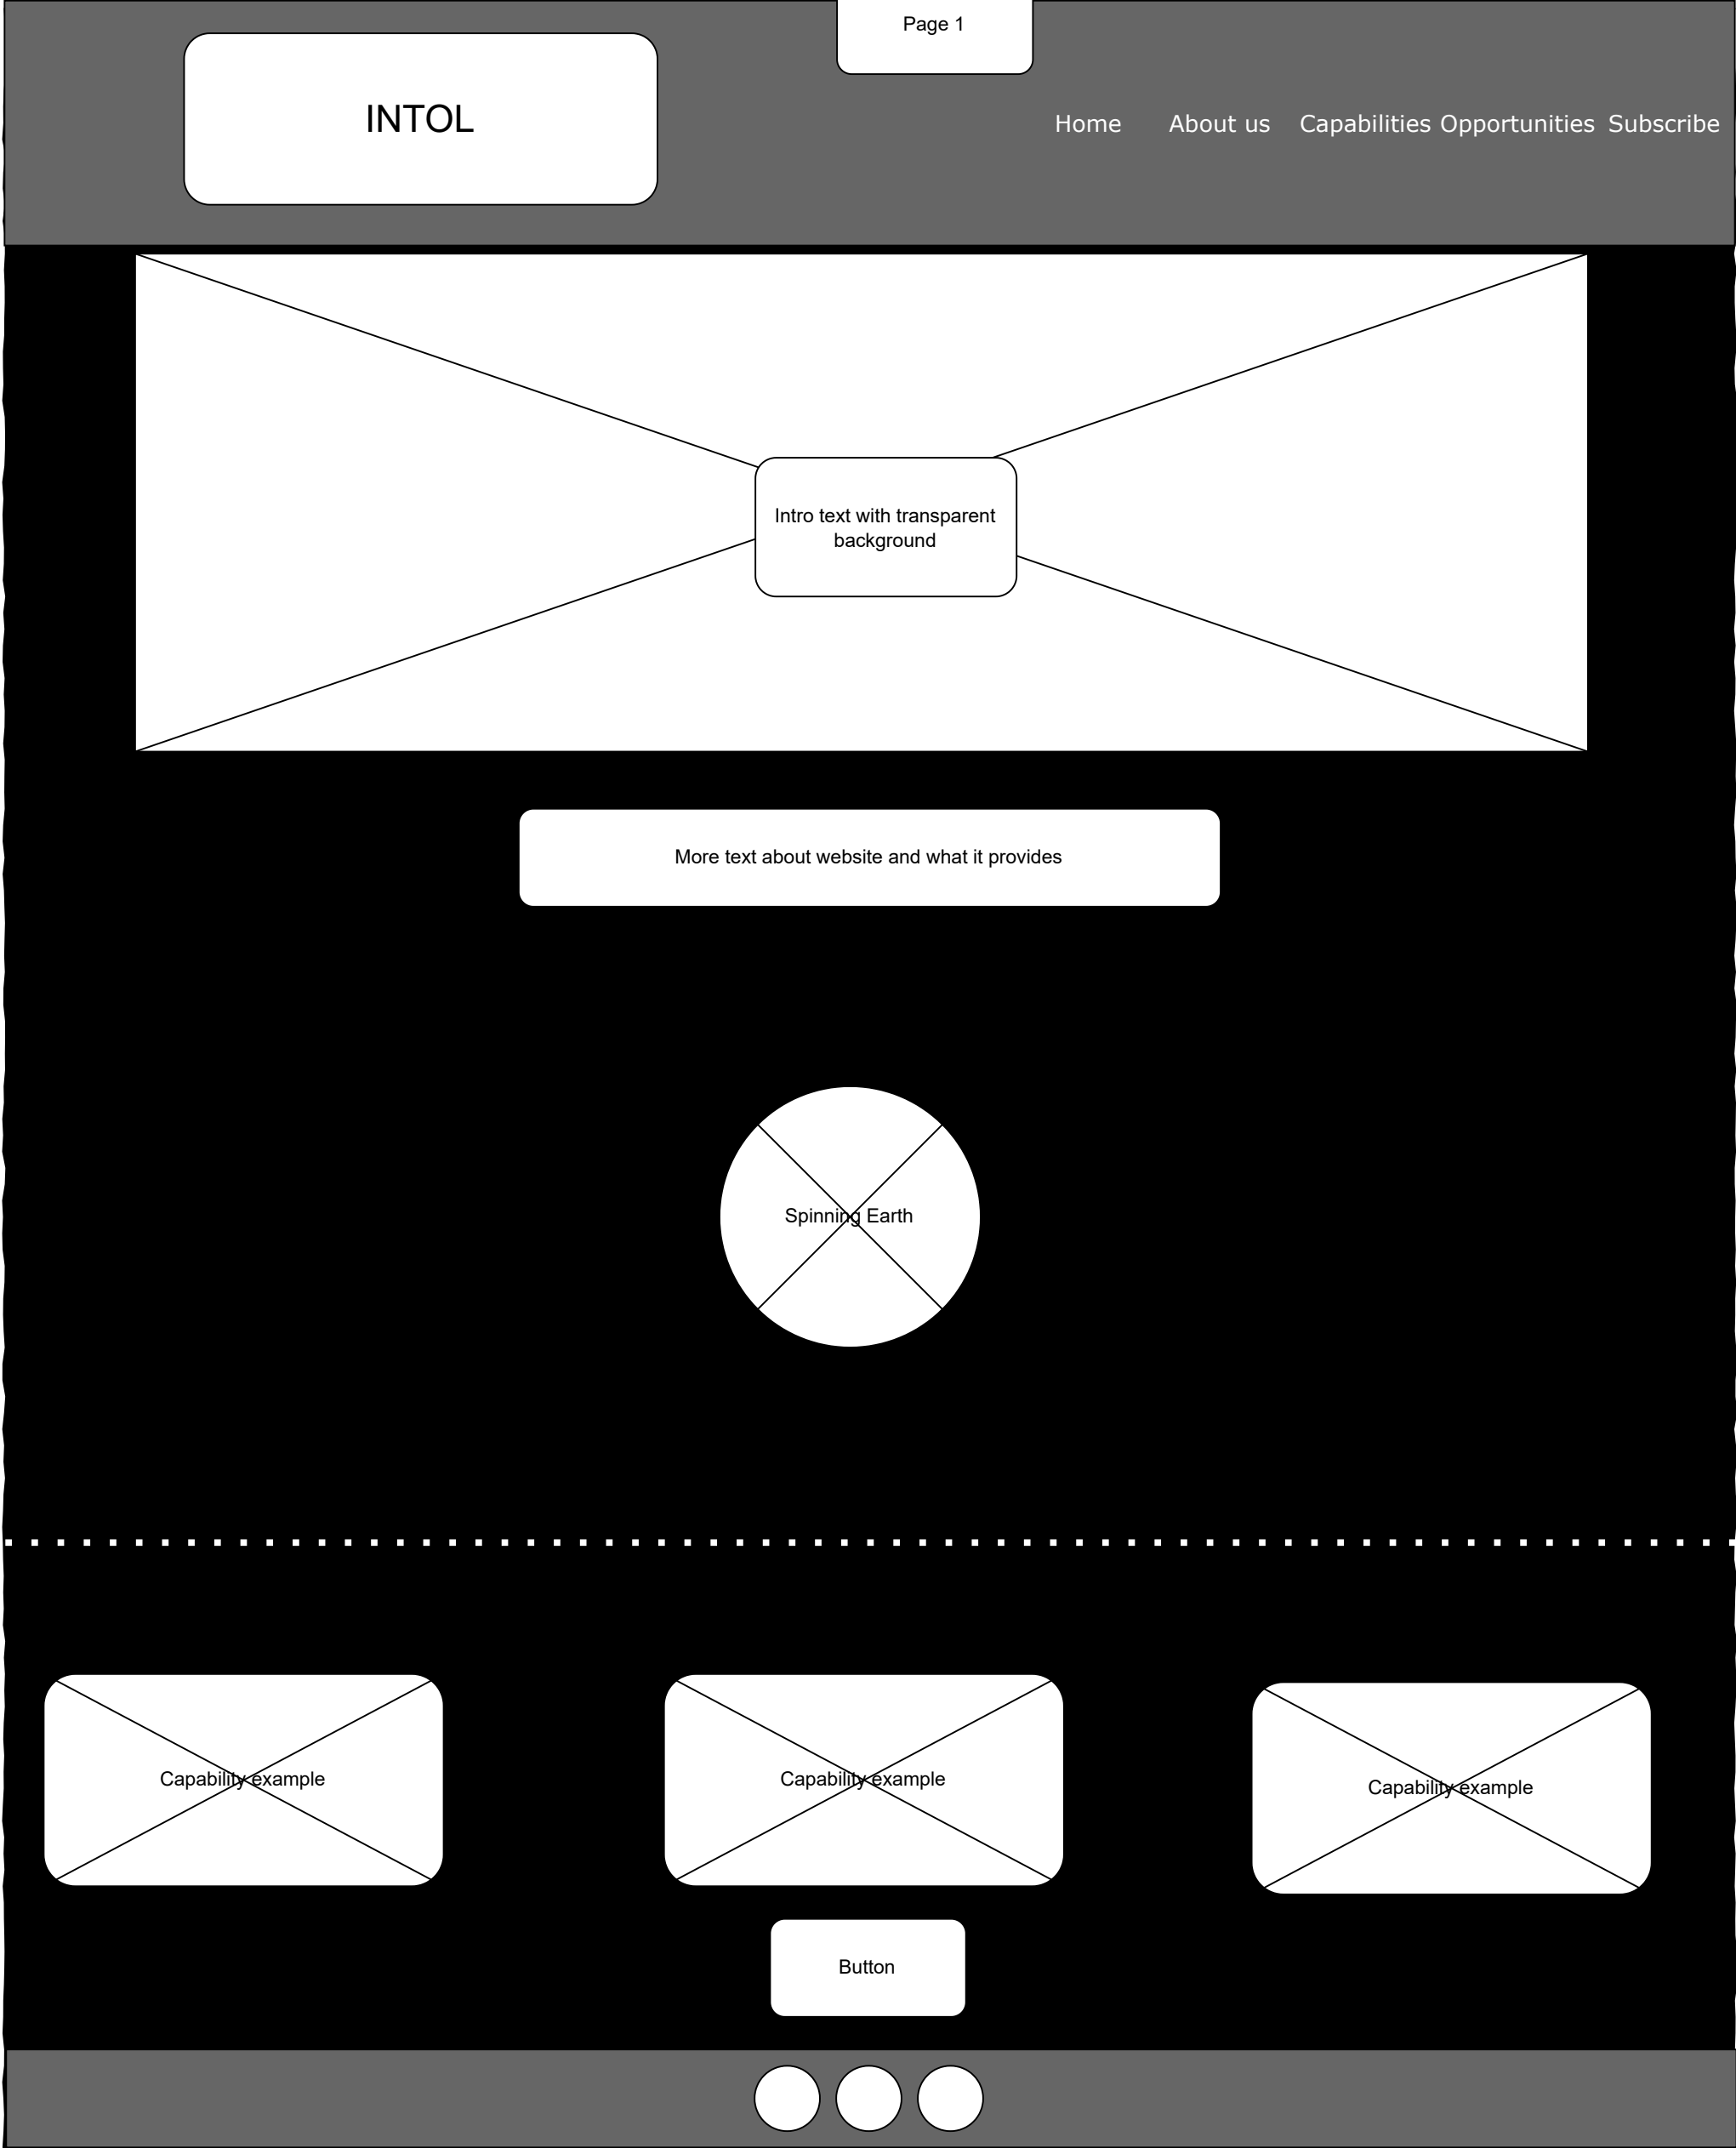 Page 1
INTOL
Home About us Capabilities Opportunities Subscribe
Intro text with transparent
background
More text about website and what it provides
Spinning Earth
Capability example
Capability example
Capability example
Button